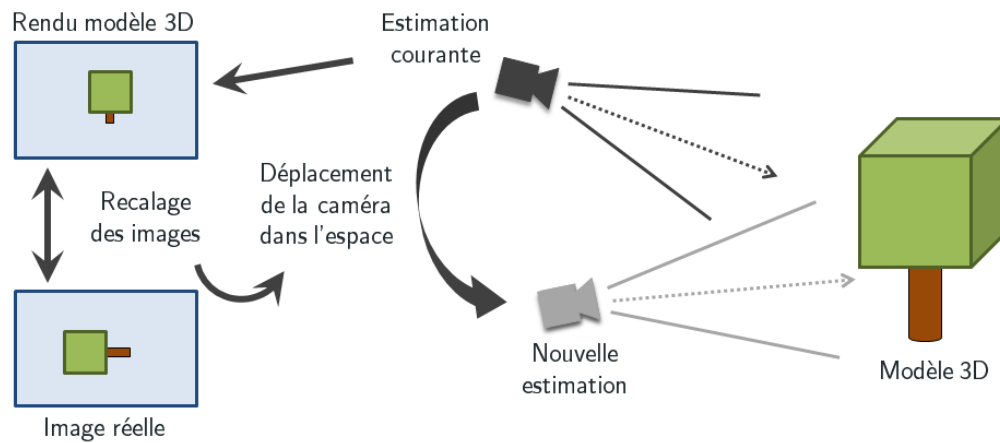 Rendu modèle 3D
Estimation
courante
Déplacement
de la caméra
dans l'espace
Recalage
des images
Nouvelle
estimation
Modèle 3D
Image réelle